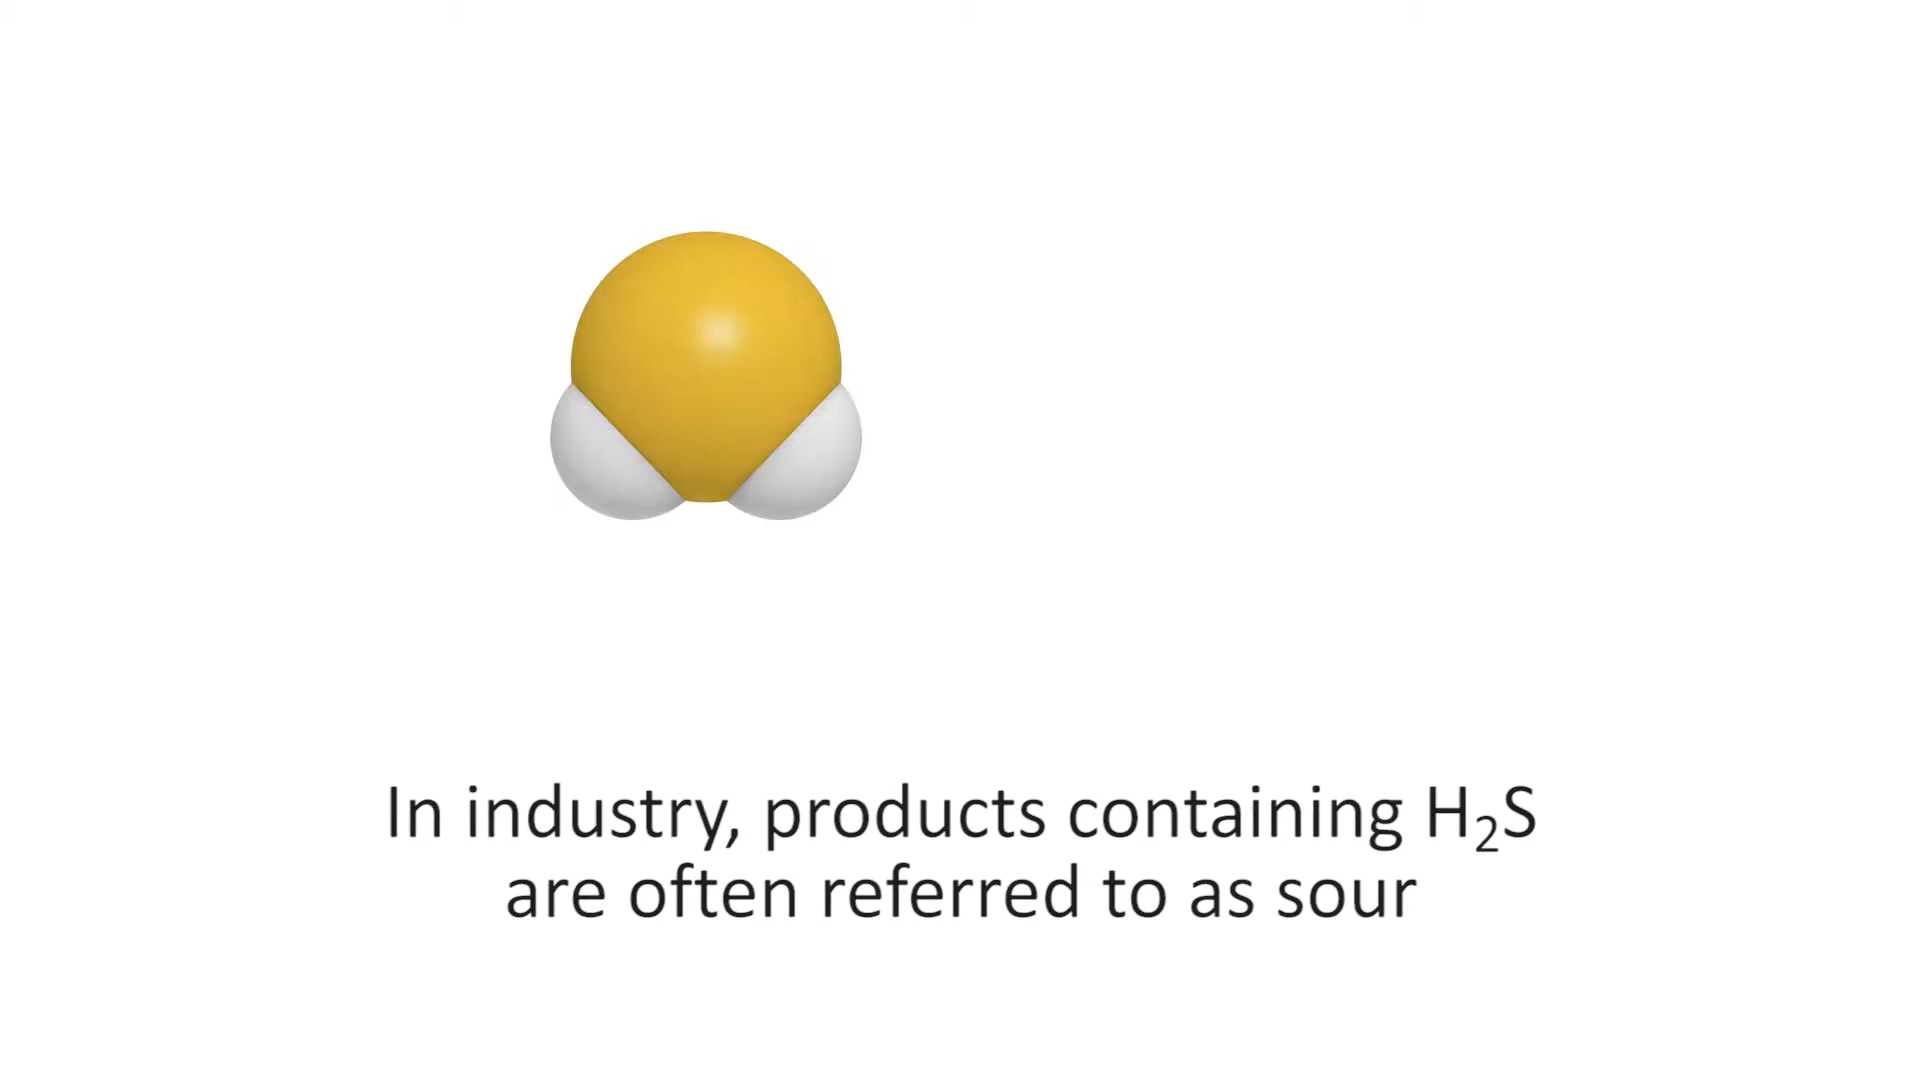 In industry, products containing H₂S
are often referred to as sour